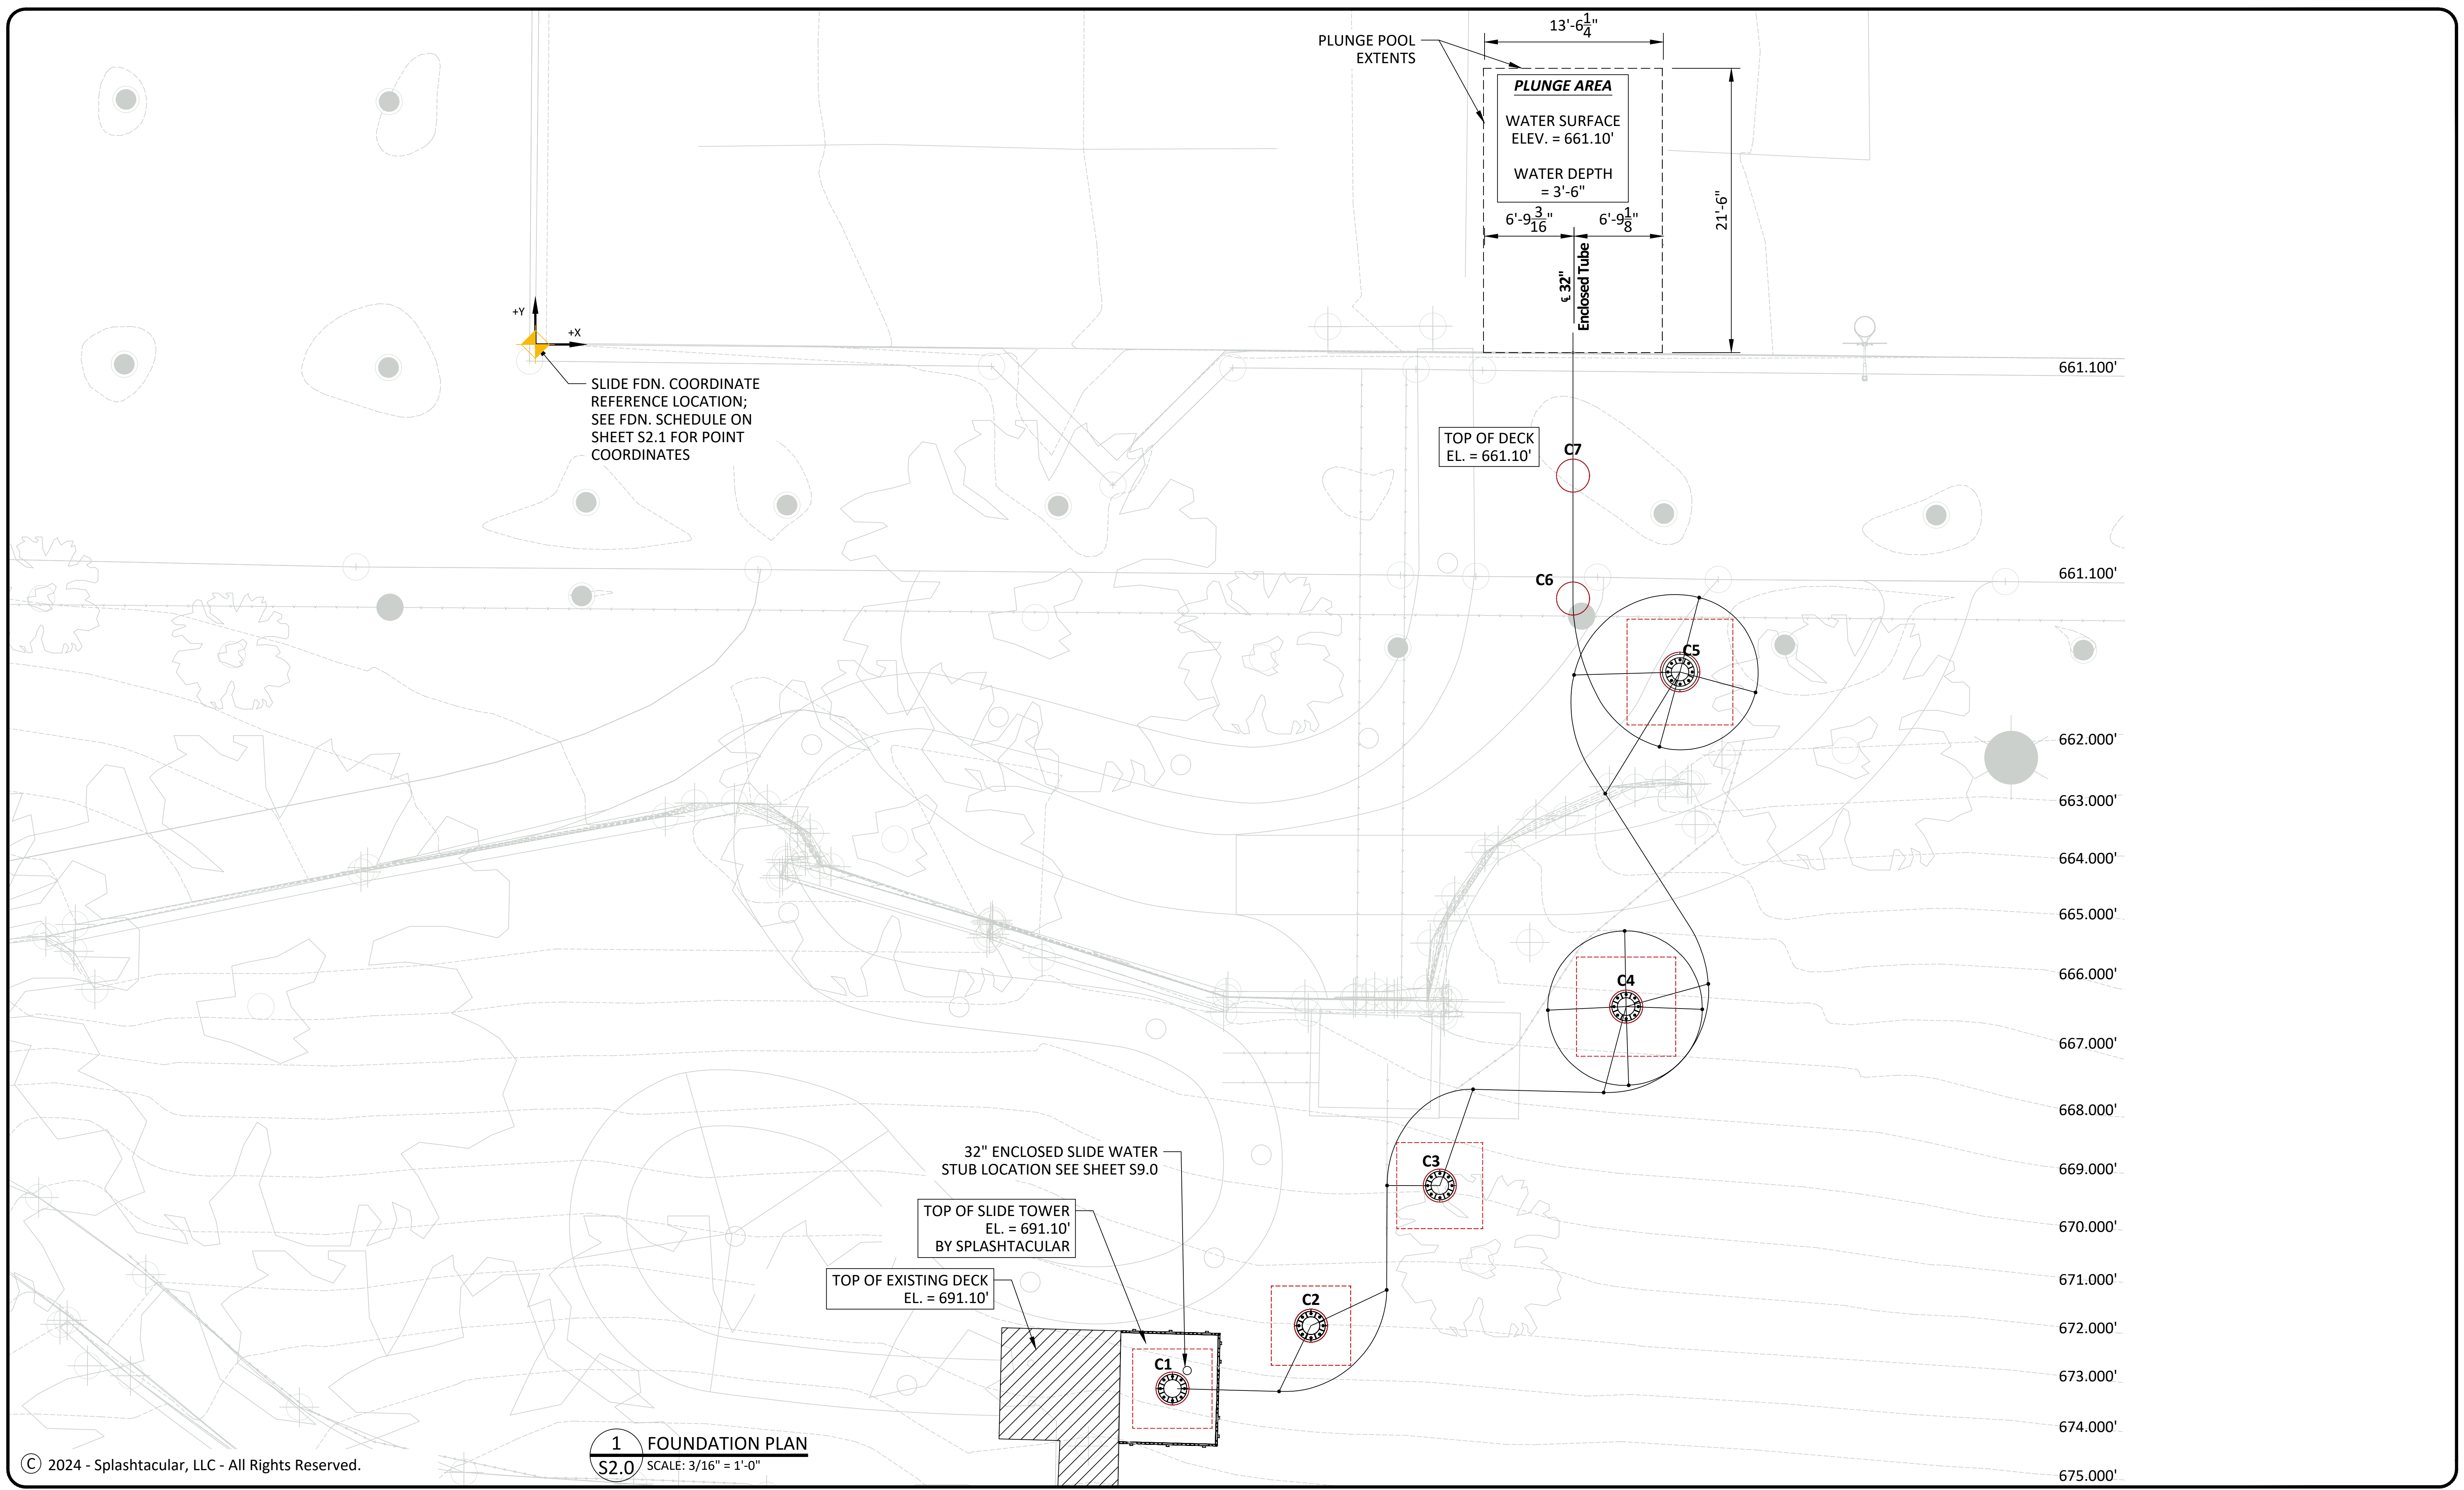 13'-6 1/4"
PLUNGE POOL
EXTENTS
PLUNGE AREA
WATER SURFACE
ELEV. = 661.10'
WATER DEPTH
= 3'-6"
6'-9 3/16"
6'-9 1/8"
21'-6"
℄ 32"
Enclosed Tube
+Y
+X
SLIDE FDN. COORDINATE
REFERENCE LOCATION;
SEE FDN. SCHEDULE ON
SHEET S2.1 FOR POINT
COORDINATES
661.100'
TOP OF DECK
EL. = 661.10'
C7
661.100'
C6
C5
662.000'
663.000'
664.000'
665.000'
666.000'
C4
667.000'
668.000'
32" ENCLOSED SLIDE WATER
STUB LOCATION SEE SHEET S9.0
C3
669.000'
TOP OF SLIDE TOWER
EL. = 691.10'
BY SPLASHTACULAR
670.000'
TOP OF EXISTING DECK
EL. = 691.10'
671.000'
C2
672.000'
C1
673.000'
674.000'
1
S2.0
FOUNDATION PLAN
SCALE: 3/16" = 1'-0"
© 2024 - Splashtacular, LLC - All Rights Reserved.
675.000'